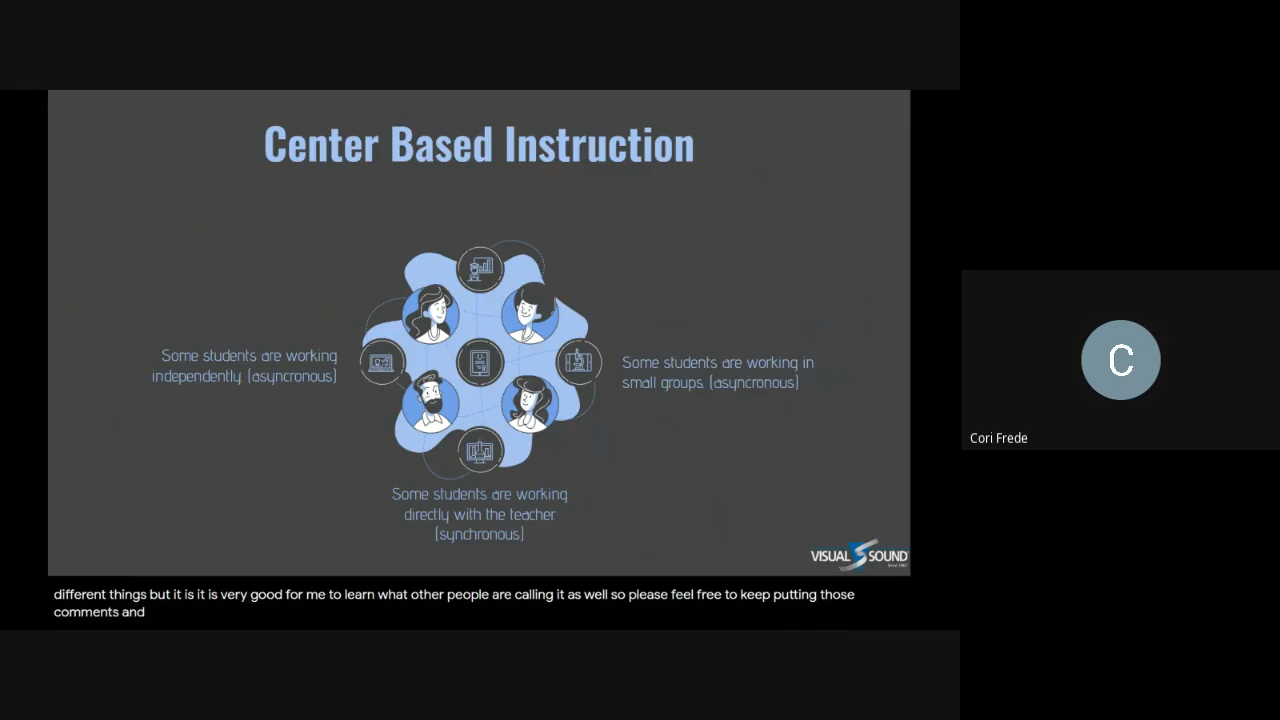 Center Based Instruction
Some students are working
independently. (asyncronous)
Some students are working in
small groups. (asyncronous)
Some students are working
directly with the teacher.
(synchronous)
VISUAL SOUND
Since 1967
different things but it is it is very good for me to learn what other people are calling it as well so please feel free to keep putting those
comments and
C
Cori Frede